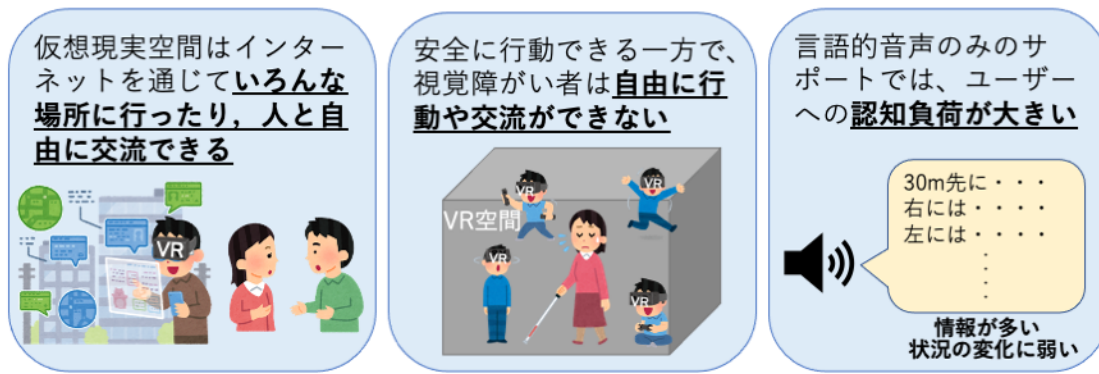 仮想現実空間はインター
ネットを通じていろんな
場所に行ったり，人と自
由に交流できる
VR
安全に行動できる一方で、
視覚障がい者は自由に行
動や交流ができない
VR空間
VR
VR
VR
VR
言語的音声のみのサ
ポートでは、ユーザー
への認知負荷が大きい
30m先に・・・
右には・・・・
左には・・・・
・
・
・
・
情報が多い
状況の変化に弱い